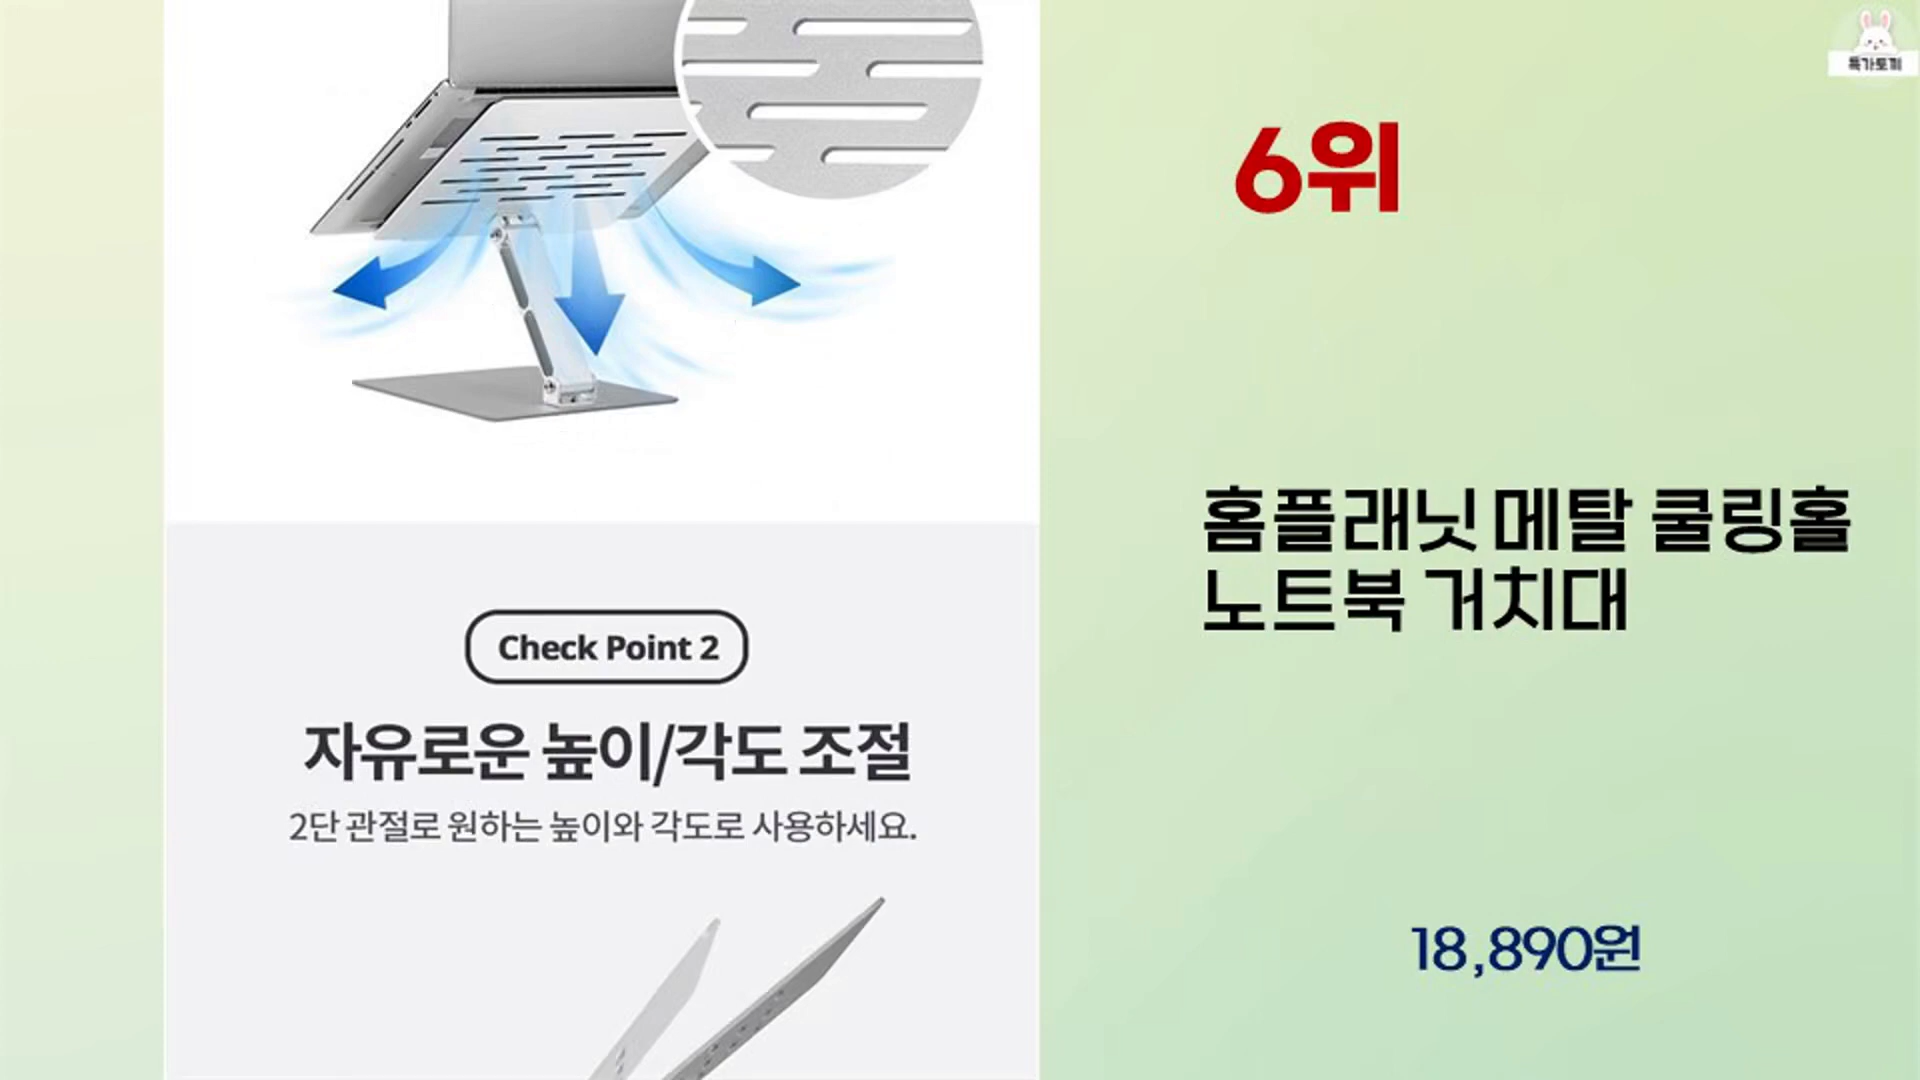 특가토끼
6위
홈플래닛 메탈 쿨링홀
노트북 거치대
18,890원
Check Point 2
자유로운 높이/각도 조절
2단 관절로 원하는 높이와 각도로 사용하세요.